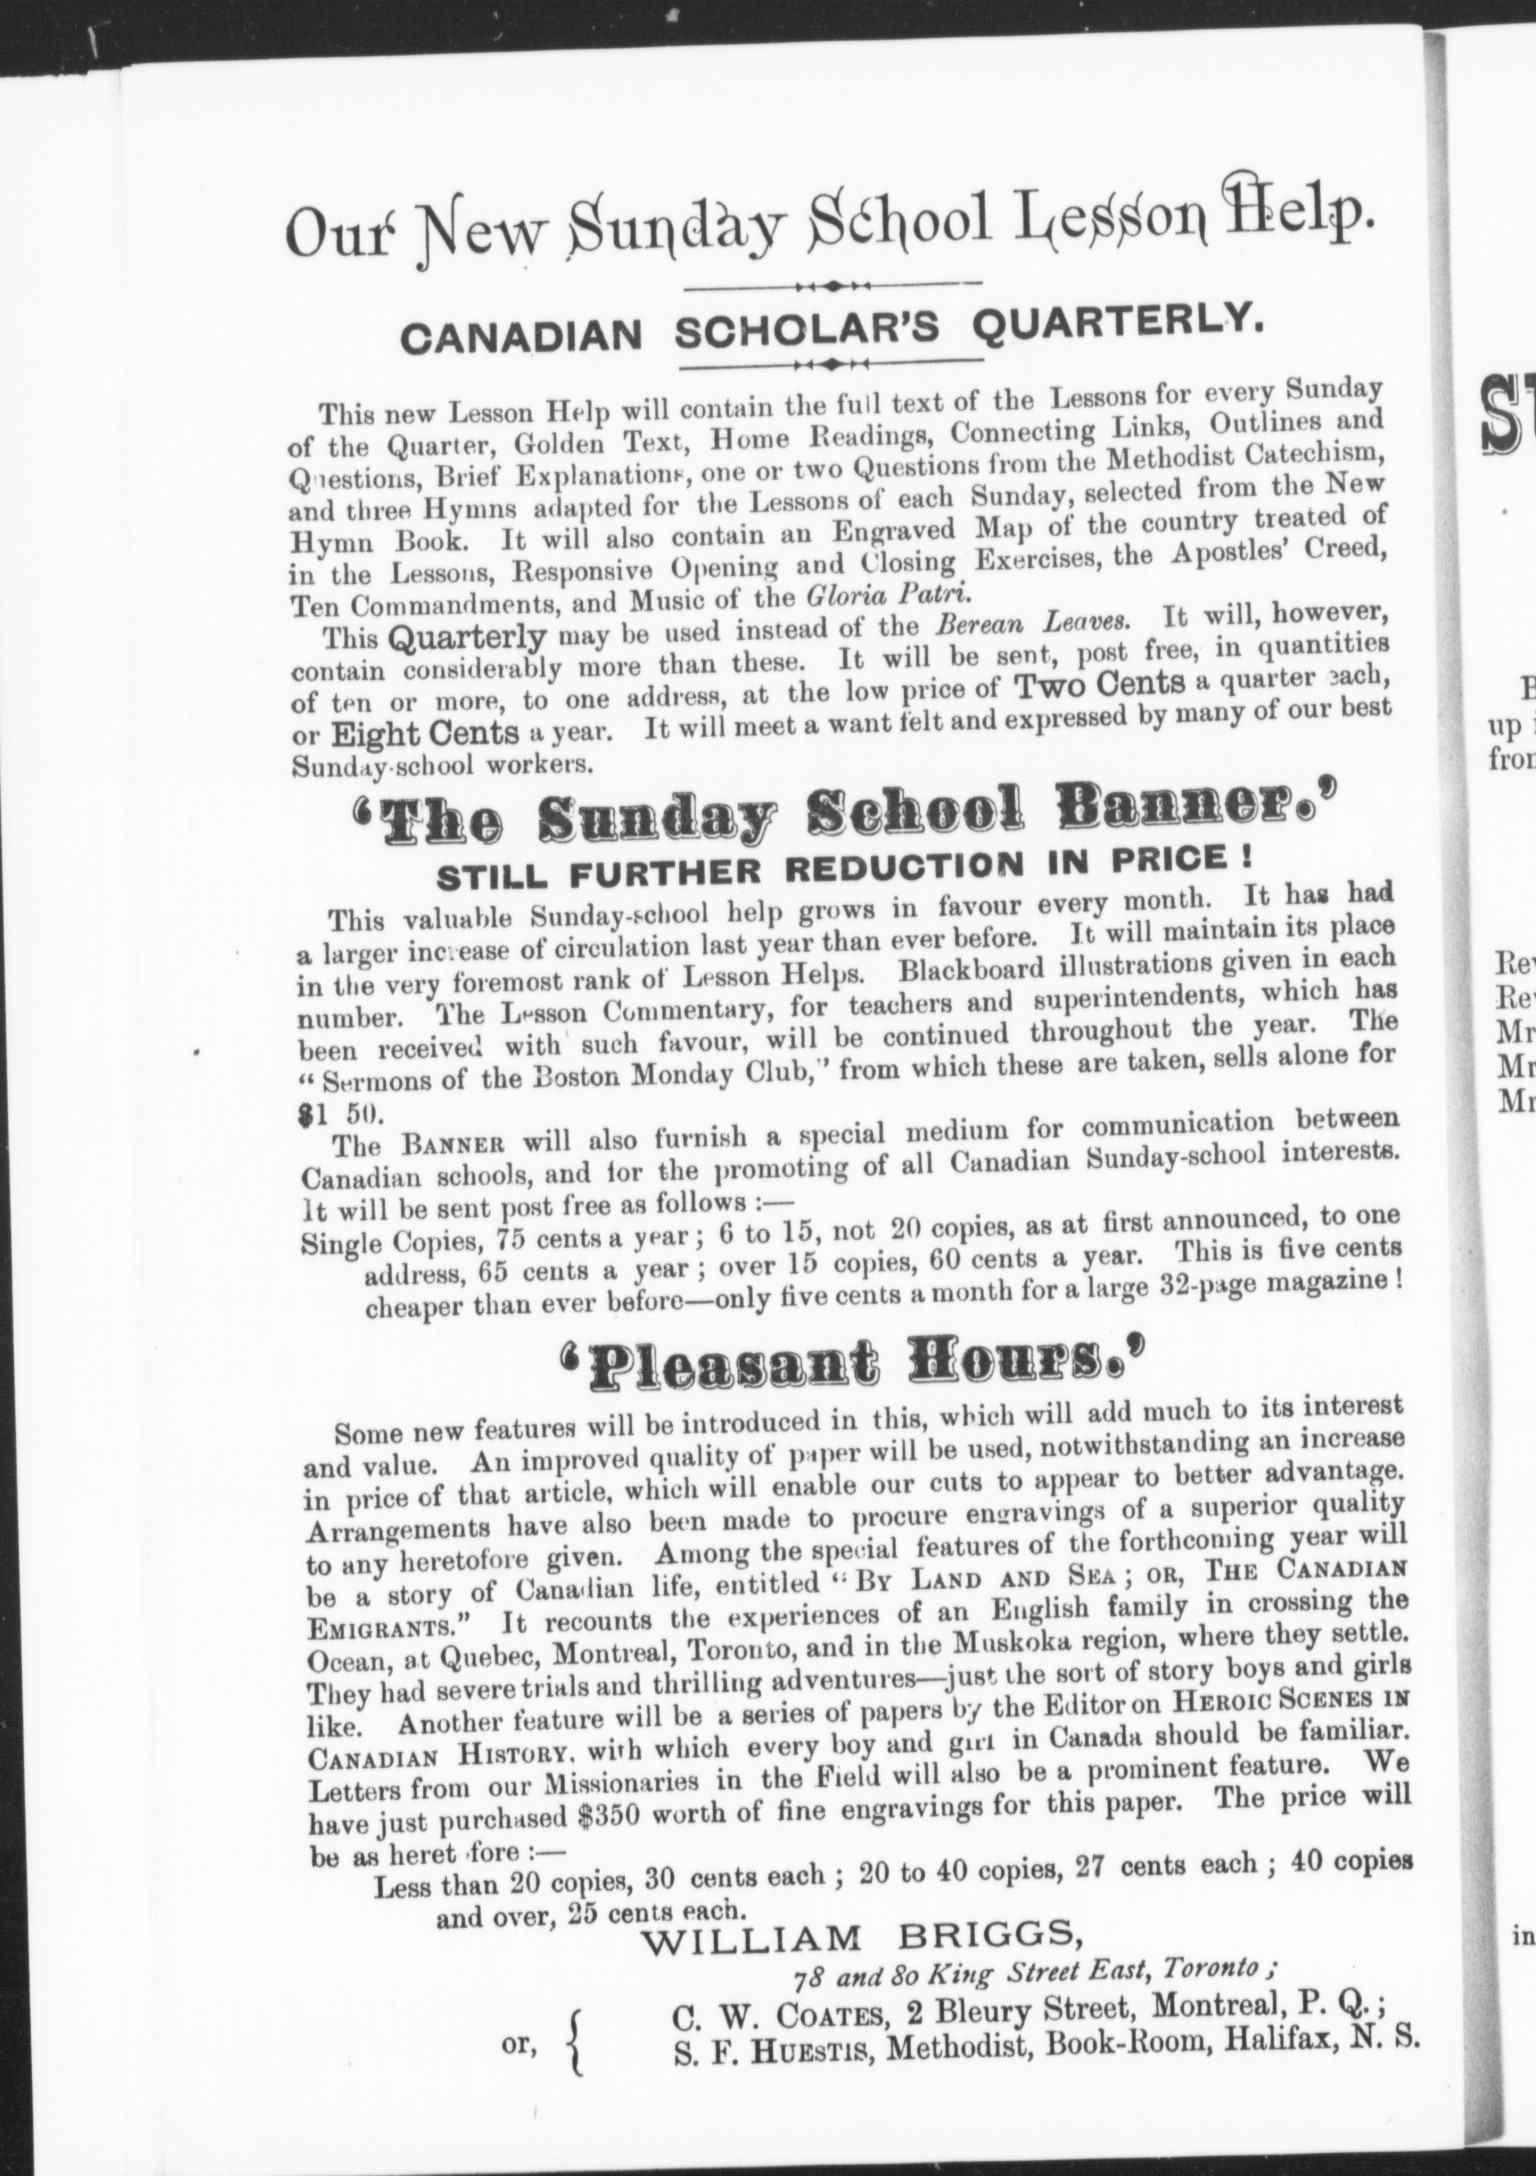 Our New Sunday School Lesson Help.
CANADIAN SCHOLAR'S QUARTERLY.
This new Lesson Help will contain the full text of the Lessons for every Sunday
of the Quarter, Golden Text, Home Readings, Connecting Links, Outlines and
Questions, Brief Explanations, one or two Questions from the Methodist Catechism,
and three Hymns adapted for the Lessons of each Sunday, selected from the New
Hymn Book. It will also contain an Engraved Map of the country treated of
in the Lessons, Responsive Opening and Closing Exercises, the Apostles' Creed,
Ten Commandments, and Music of the Gloria Patri.
This Quarterly may be used instead of the Berean Leaves. It will, however,
contain considerably more than these. It will be sent, post free, in quantities
of ten or more, to one address, at the low price of Two Cents a quarter each,
or Eight Cents a year. It will meet a want felt and expressed by many of our best
Sunday-school workers.
'The Sunday School Banner.'
STILL FURTHER REDUCTION IN PRICE!
This valuable Sunday-school help grows in favour every month. It has had
a larger increase of circulation last year than ever before. It will maintain its place
in the very foremost rank of Lesson Helps. Blackboard illustrations given in each
number. The Lesson Commentary, for teachers and superintendents, which has
been received with such favour, will be continued throughout the year. The
"Sermons of the Boston Monday Club," from which these are taken, sells alone for
$1 50.
The BANNER will also furnish a special medium for communication between
Canadian schools, and for the promoting of all Canadian Sunday-school interests.
It will be sent post free as follows :—
Single Copies, 75 cents a year; 6 to 15, not 20 copies, as at first announced, to one
address, 65 cents a year; over 15 copies, 60 cents a year. This is five cents
cheaper than ever before—only five cents a month for a large 32-page magazine!
'Pleasant Hours.'
Some new features will be introduced in this, which will add much to its interest
and value. An improved quality of paper will be used, notwithstanding an increase
in price of that article, which will enable our cuts to appear to better advantage.
Arrangements have also been made to procure engravings of a superior quality
to any heretofore given. Among the special features of the forthcoming year will
be a story of Canadian life, entitled "BY LAND AND SEA; OR, THE CANADIAN
EMIGRANTS." It recounts the experiences of an English family in crossing the
Ocean, at Quebec, Montreal, Toronto, and in the Muskoka region, where they settle.
They had severe trials and thrilling adventures—just the sort of story boys and girls
like. Another feature will be a series of papers by the Editor on HEROIC SCENES IN
CANADIAN HISTORY, with which every boy and girl in Canada should be familiar.
Letters from our Missionaries in the Field will also be a prominent feature. We
have just purchased $350 worth of fine engravings for this paper. The price will
be as heretofore :—
Less than 20 copies, 30 cents each; 20 to 40 copies, 27 cents each; 40 copies
and over, 25 cents each.
WILLIAM BRIGGS,
78 and 80 King Street East, Toronto;
or, { C. W. COATES, 2 Bleury Street, Montreal, P. Q.;
S. F. HUESTIS, Methodist, Book-Room, Halifax, N. S.
up
Mr
Mr
Mr
in